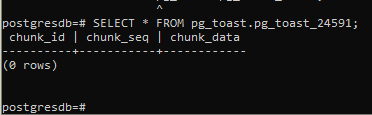 ^
postgresdb=# SELECT * FROM pg_toast.pg_toast_24591;
chunk_id | chunk_seq | chunk_data
----------+-----------+------------
(0 rows)
postgresdb=#